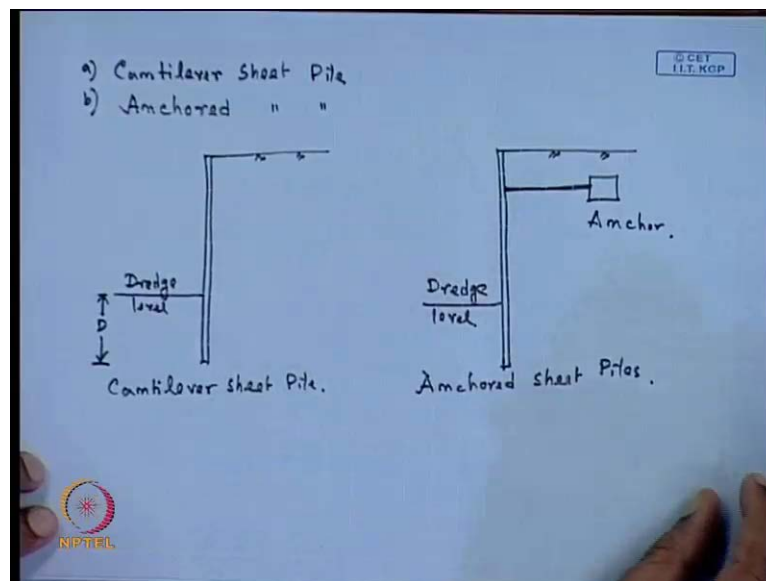 a) Cantilever Sheet Pile
b) Anchored " "
© CET
I.I.T. KGP
Anchor.
Dredge
level
D
Dredge
level
Cantilever Sheet Pile.
Anchored Sheet Piles.
NPTEL